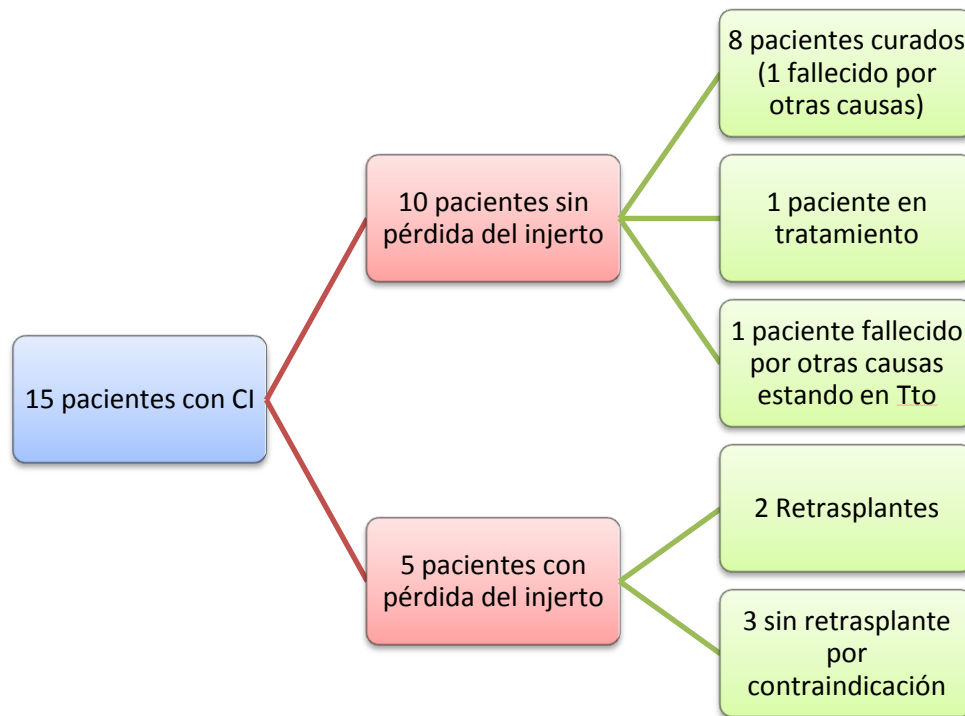 15 pacientes con CI
10 pacientes sin
pérdida del injerto
8 pacientes curados
(1 fallecido por
otras causas)
1 paciente en
tratamiento
1 paciente fallecido
por otras causas
estando en Tto
5 pacientes con
pérdida del injerto
2 Retrasplantes
3 sin retrasplante
por
contraindicación